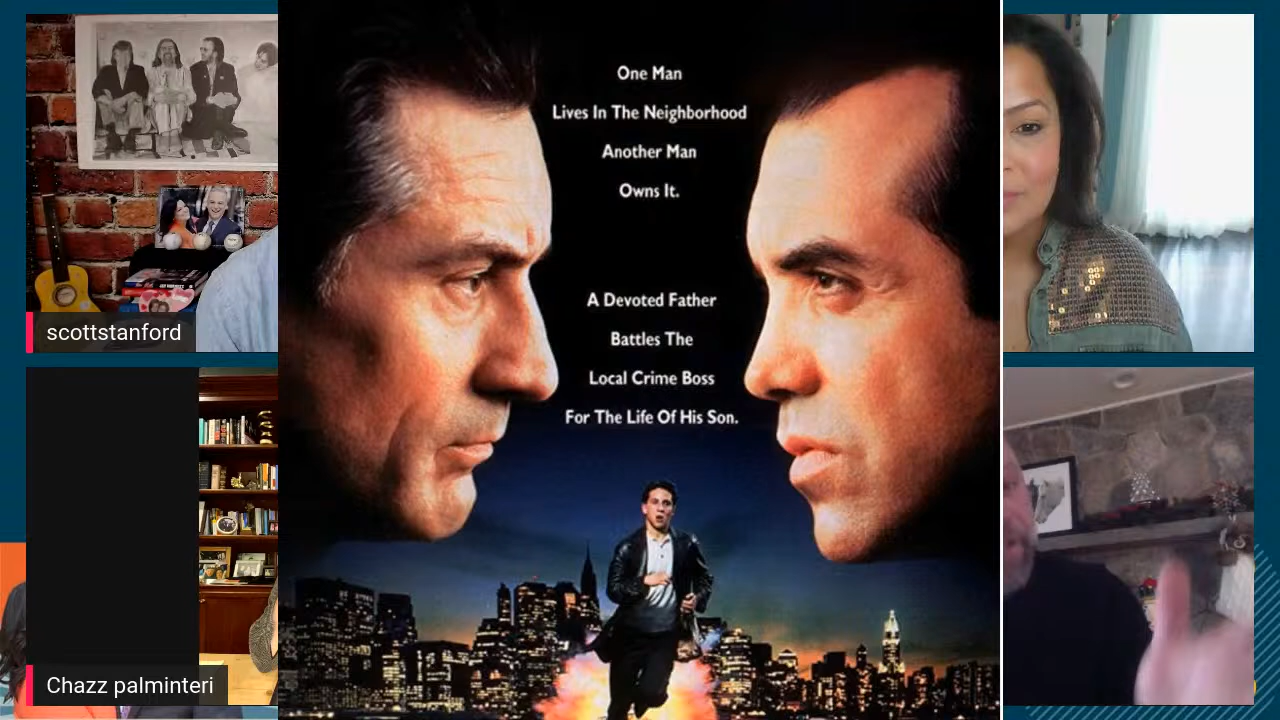 One Man
Lives In The Neighborhood
Another Man
Owns It.
A Devoted Father
Battles The
Local Crime Boss
For The Life Of His Son.
scottstanford
Chazz palminteri